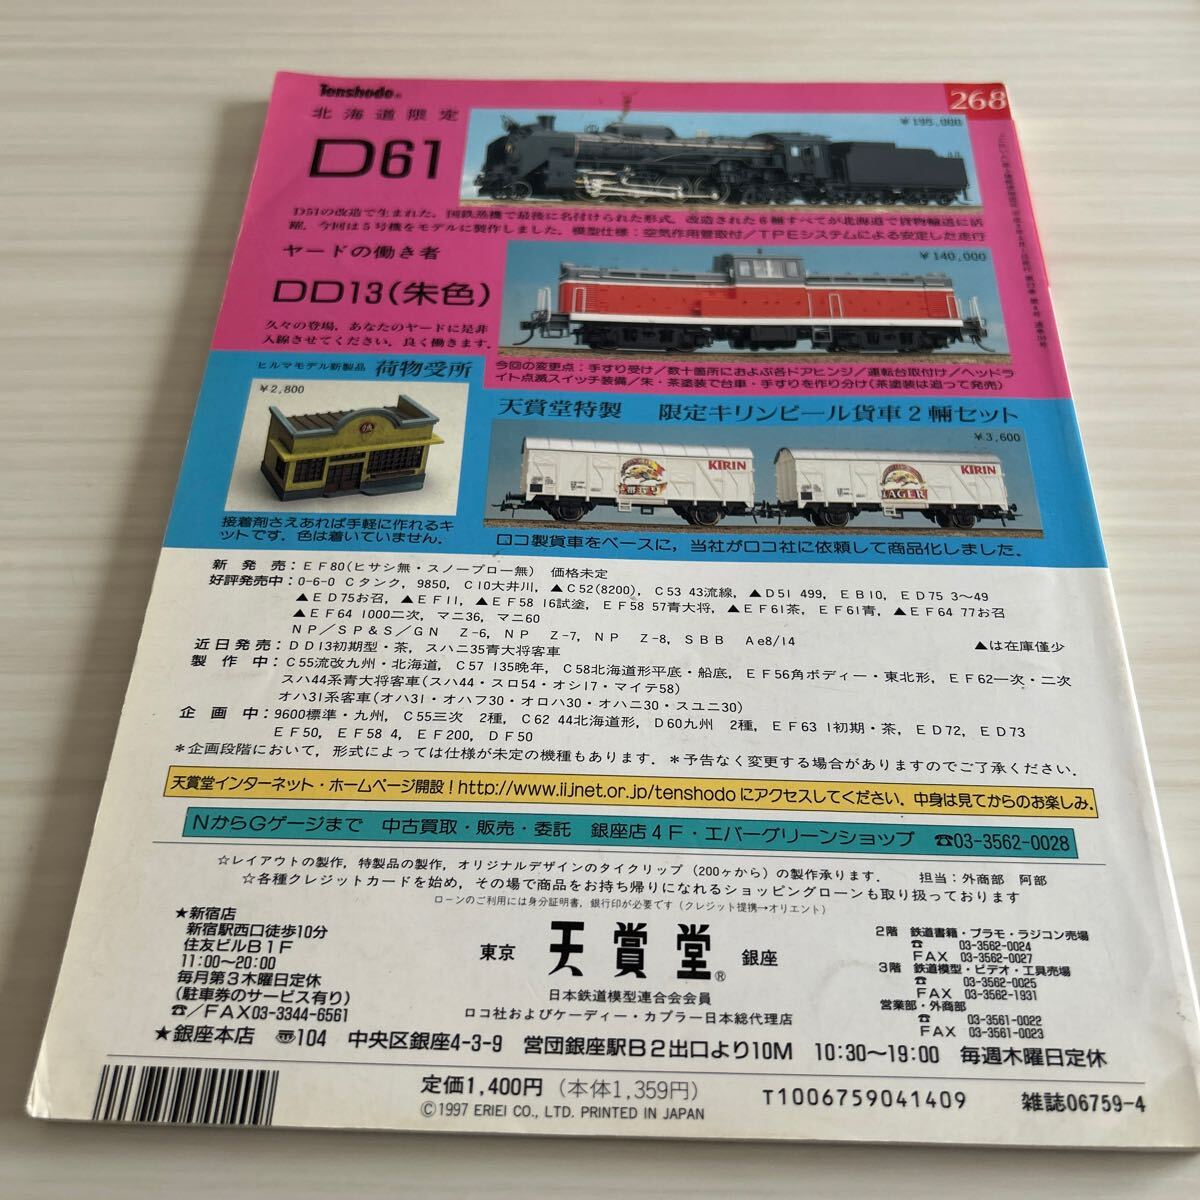 Tenshodo®
268
北海道限定
D61
¥195,000
D51の改造で生まれた，国鉄蒸機で最後に名付けられた形式，改造された6輌すべてが北海道で貨物輸送に活
躍，今回は5号機をモデルに製作しました．模型仕様：空気作用管取付／TPEシステムによる安定した走行
ヤードの働き者
DD13(朱色)
¥140,000
久々の登場，あなたのヤードに是非
入線させてください．良く働きます．
今回の変更点：手すり受け／数十箇所におよぶ各ドアヒンジ／運転台取付け／ヘッドラ
イト点滅スイッチ装備／朱・茶塗装で台車・手すりを作り分け(茶塗装は追って発売)
ヒルマモデル新製品 荷物受所
¥2,800
接着剤さえあれば手軽に作れるキ
ットです．色は着いていません．
天賞堂特製 限定キリンビール貨車2輛セット
¥3,600
KIRIN
KIRIN
LAGER
ロコ製貨車をベースに，当社がロコ社に依頼して商品化しました．
新発売：EF80(ヒサシ無・スノープロー無) 価格未定
好評発売中：0-6-0 Cタンク，9850，C10大井川，▲C52(8200)，C53 43流線，▲D51 499，EB10，ED75 3～49
▲ED75お召，▲EF11，▲EF58 16試塗，EF58 57青大将，▲EF61茶，EF61青，▲EF64 77お召
▲EF64 1000二次，マニ36，マニ60
NP／SP&S／GN Z-6，NP Z-7，NP Z-8，SBB Ae8/14
近日発売：DD13初期型・茶，スハニ35青大将客車 ▲は在庫僅少
製作中：C55流改九州・北海道，C57 135晩年，C58北海道形平底・船底，EF56角ボディー・東北形，EF62一次・二次
スハ44系青大将客車(スハ44・スロ54・オシ17・マイテ58)
オハ31系客車(オハ31・オハフ30・オロハ30・オハニ30・スユニ30)
企画中：9600標準・九州，C55三次 2種，C62 44北海道形，D60九州 2種，EF63 1初期・茶，ED72，ED73
EF50，EF58 4，EF200，DF50
＊企画段階において，形式によっては仕様が未定の機種もあります．＊予告なく変更する場合がありますのでご了承ください．
天賞堂インターネット・ホームページ開設！http://www.iijnet.or.jp/tenshodoにアクセスしてください．中身は見てからのお楽しみ．
NからGゲージまで 中古買取・販売・委託 銀座店4F・エバーグリーンショップ ☎03-3562-0028
☆レイアウトの製作，特製品の製作，オリジナルデザインのタイクリップ（200ヶから）の製作承ります． 担当：外商部 阿部
☆各種クレジットカードを始め，その場で商品をお持ち帰りになれるショッピングローンも取り扱っております
ローンのご利用には身分証明書，銀行印が必要です（クレジット提携→オリエント）
★新宿店
新宿駅西口徒歩10分
住友ビルB1F
11:00～20:00
毎月第3木曜日定休
(駐車券のサービス有り)
☎/FAX03-3344-6561
東京 天賞堂® 銀座
日本鉄道模型連合会会員
ロコ社およびケーディー・カプラー日本総代理店
2階 鉄道書籍・プラモ・ラジコン売場
☎ 03-3562-0024
FAX 03-3562-0027
3階 鉄道模型・ビデオ・工具売場
☎ 03-3562-0025
FAX 03-3562-1931
営業部・外商部
☎ 03-3561-0022
FAX 03-3561-0023
★銀座本店 〠104 中央区銀座4-3-9 営団銀座駅B2出口より10M 10:30～19:00 毎週木曜日定休
定価1,400円（本体1,359円）
©1997 ERIEI CO., LTD. PRINTED IN JAPAN
T1006759041409
雑誌06759-4